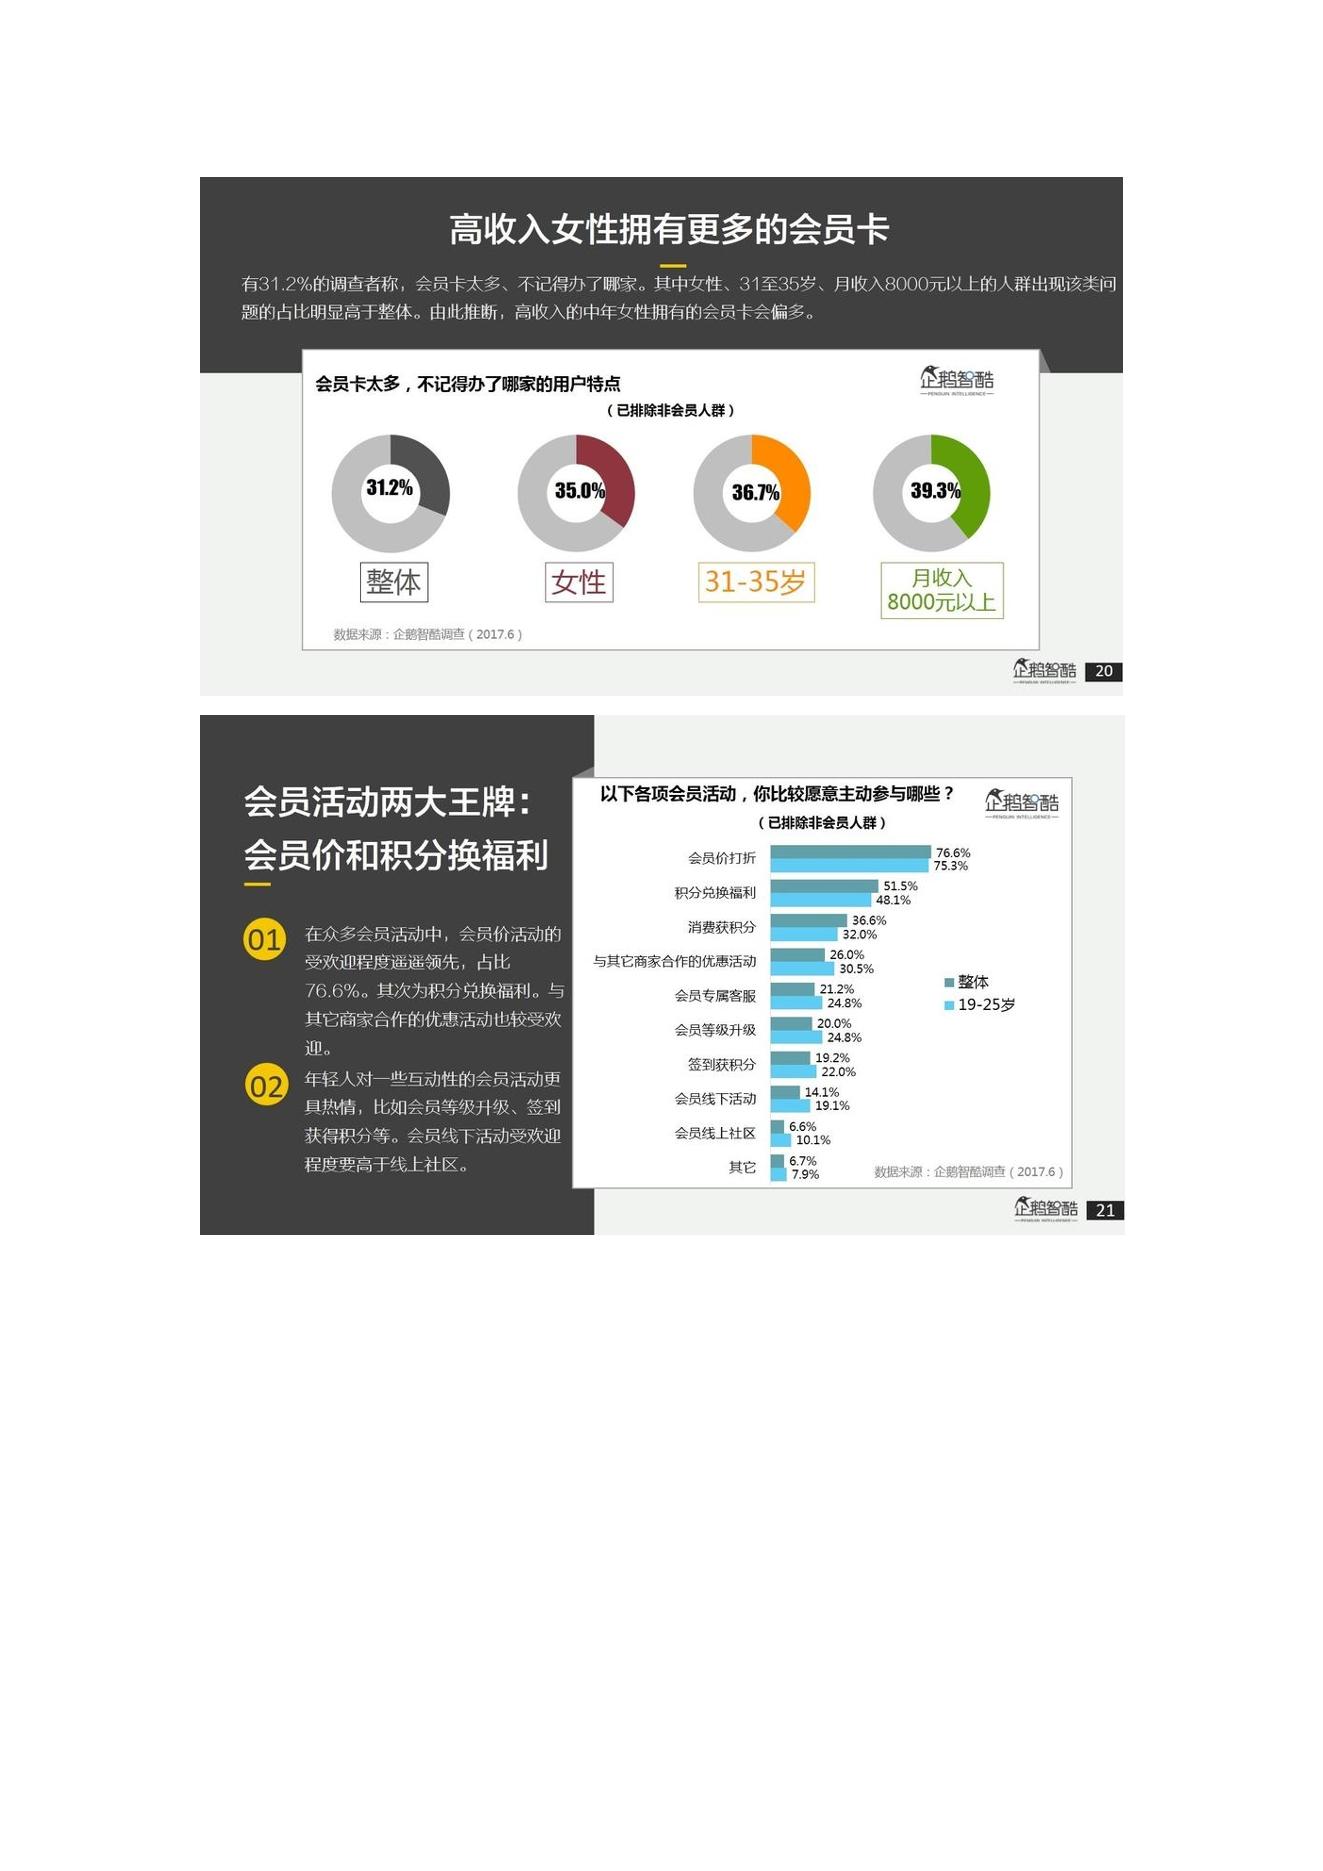 高收入女性拥有更多的会员卡
有31.2%的调查者称，会员卡太多、不记得办了哪家。其中女性、31至35岁、月收入8000元以上的人群出现该类问
题的占比明显高于整体。由此推断，高收入的中年女性拥有的会员卡会偏多。
会员卡太多，不记得办了哪家的用户特点
（已排除非会员人群）
企鹅智酷
PENGUIN INTELLIGENCE
31.2%
35.0%
36.7%
39.3%
整体
女性
31-35岁
月收入
8000元以上
数据来源：企鹅智酷调查（2017.6）
企鹅智酷
PENGUIN INTELLIGENCE
20
会员活动两大王牌：
会员价和积分换福利
01
在众多会员活动中，会员价活动的
受欢迎程度遥遥领先，占比
76.6%。其次为积分兑换福利。与
其它商家合作的优惠活动也较受欢
迎。
02
年轻人对一些互动性的会员活动更
具热情，比如会员等级升级、签到
获得积分等。会员线下活动受欢迎
程度要高于线上社区。
以下各项会员活动，你比较愿意主动参与哪些？
（已排除非会员人群）
企鹅智酷
PENGUIN INTELLIGENCE
会员价打折
76.6%
75.3%
积分兑换福利
51.5%
48.1%
消费获积分
36.6%
32.0%
与其它商家合作的优惠活动
26.0%
30.5%
会员专属客服
21.2%
24.8%
会员等级升级
20.0%
24.8%
签到获积分
19.2%
22.0%
会员线下活动
14.1%
19.1%
会员线上社区
6.6%
10.1%
其它
6.7%
7.9%
整体
19-25岁
数据来源：企鹅智酷调查（2017.6）
企鹅智酷
PENGUIN INTELLIGENCE
21